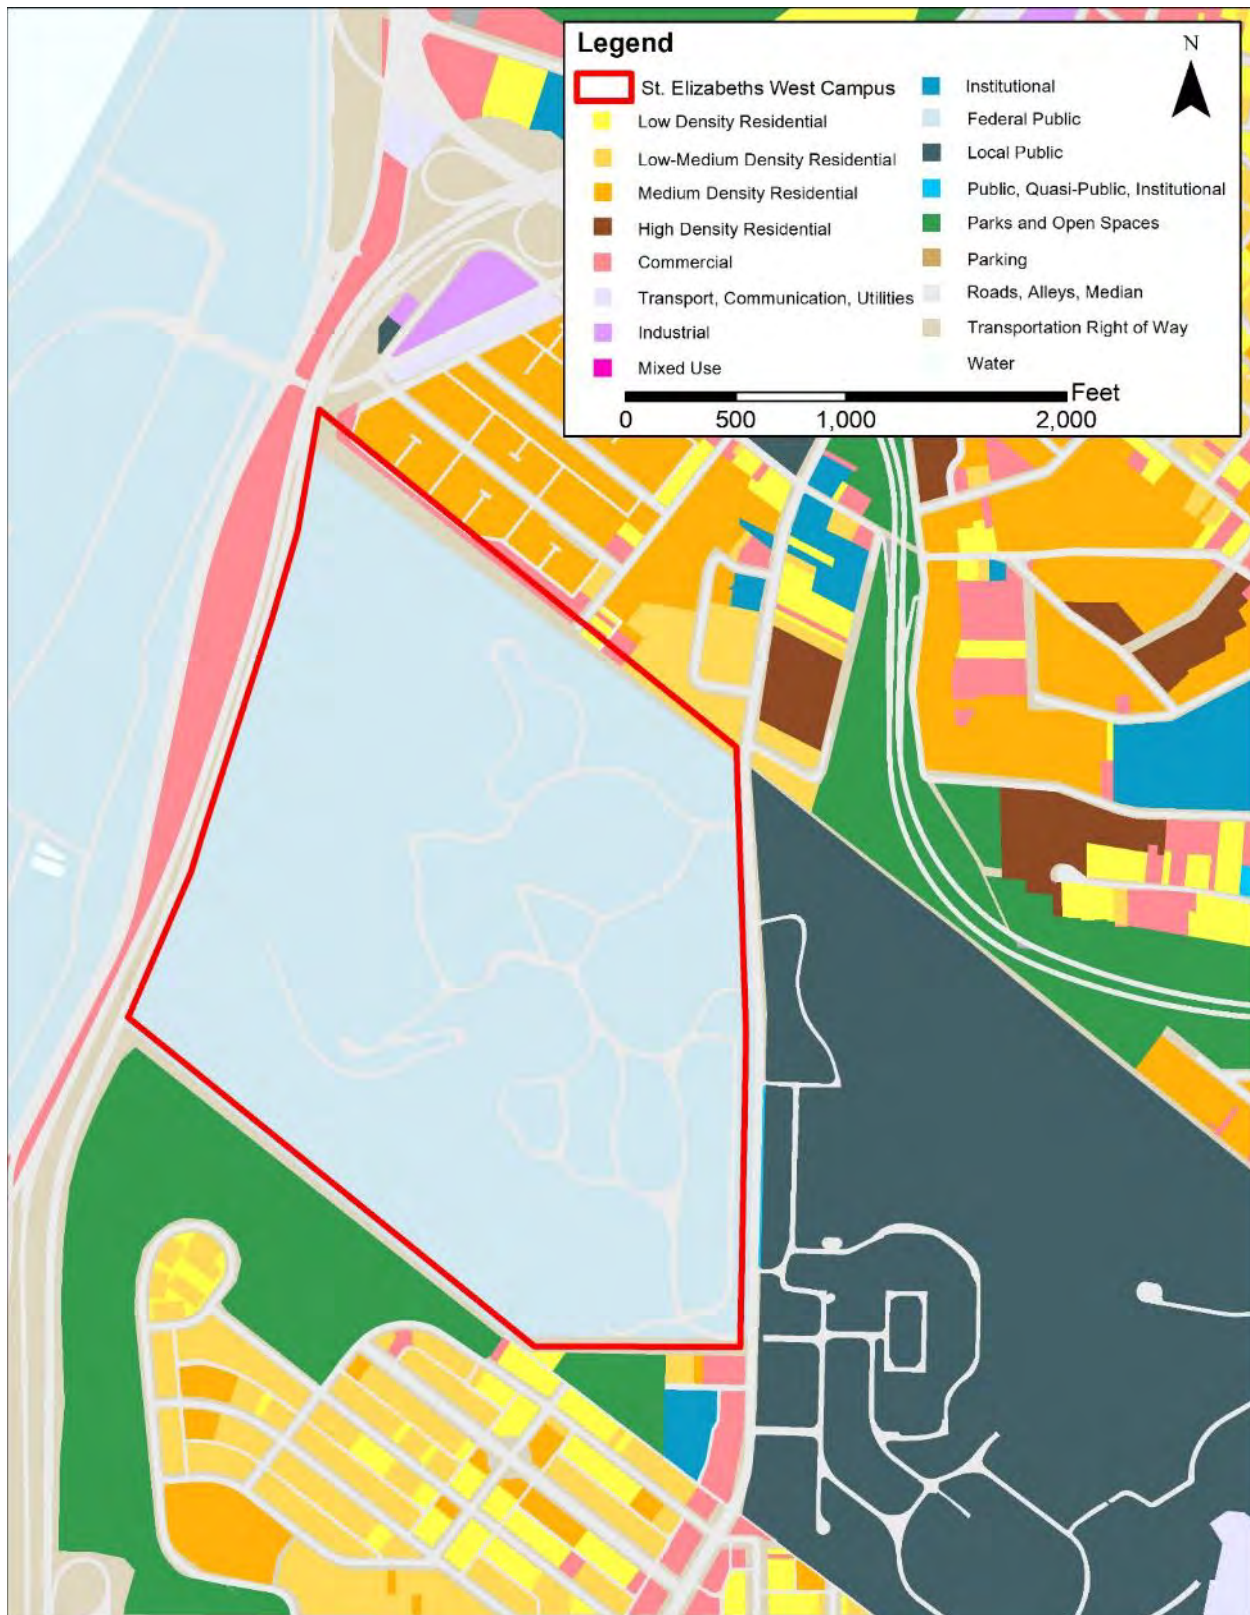 Legend
N
St. Elizabeths West Campus
Low Density Residential
Low-Medium Density Residential
Medium Density Residential
High Density Residential
Commercial
Transport, Communication, Utilities
Industrial
Mixed Use
Institutional
Federal Public
Local Public
Public, Quasi-Public, Institutional
Parks and Open Spaces
Parking
Roads, Alleys, Median
Transportation Right of Way
Water
Feet
0 500 1,000 2,000